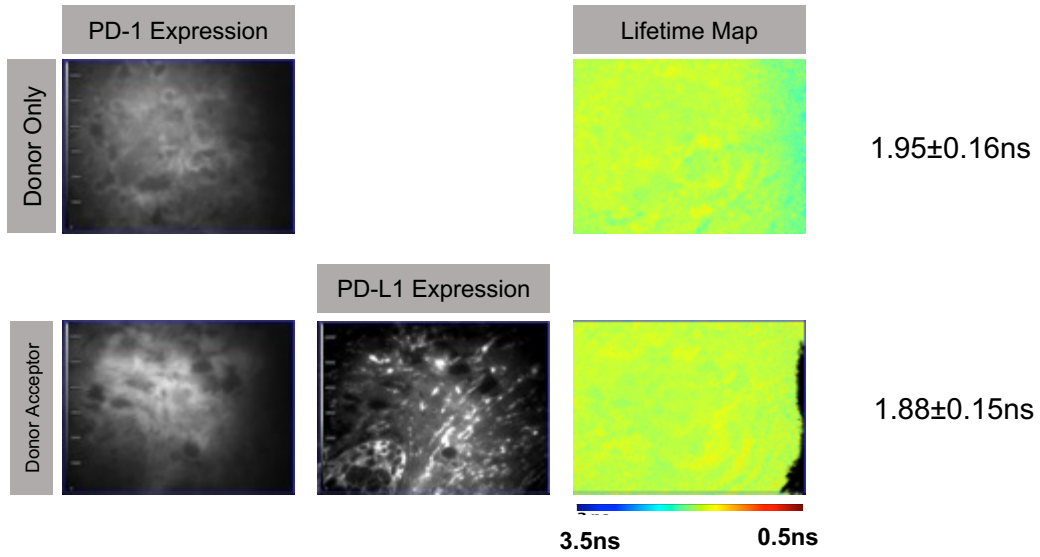 PD-1 Expression
Lifetime Map
Donor Only
1.95±0.16ns
PD-L1 Expression
Donor Acceptor
1.88±0.15ns
3.5ns
0.5ns